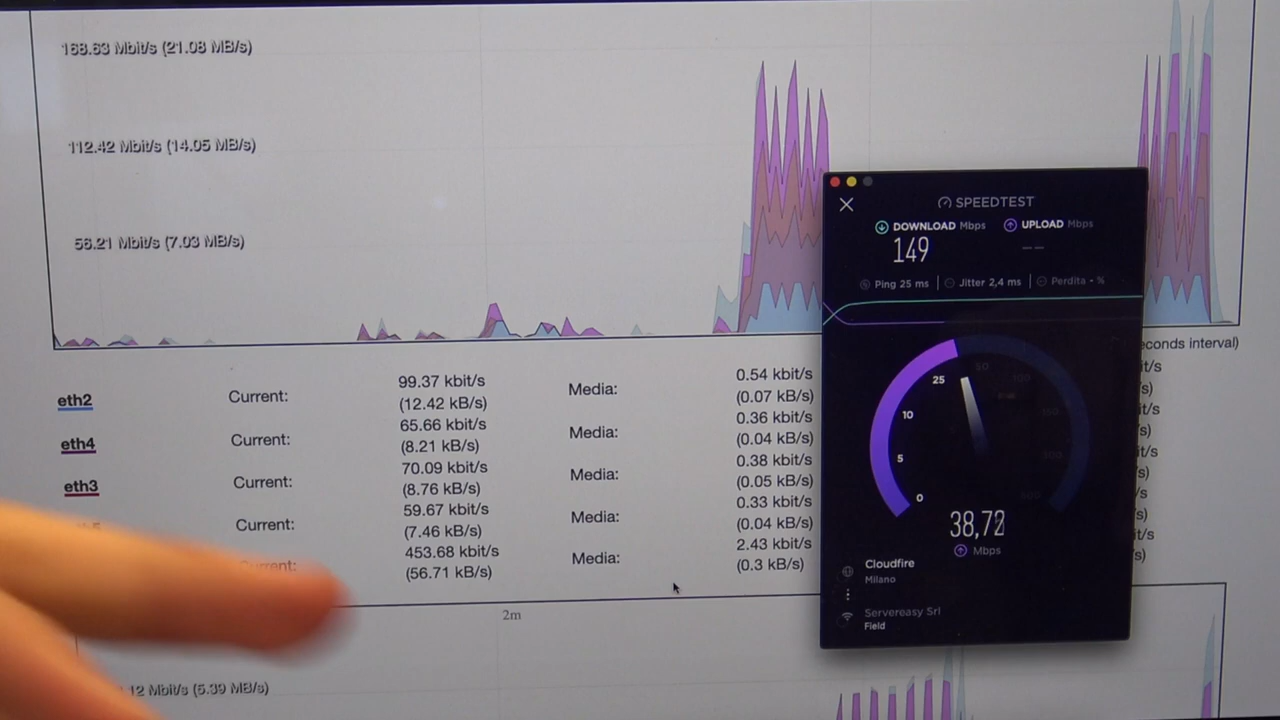 168.63 Mbit/s (21.08 MB/s)
112.42 Mbit/s (14.05 MB/s)
56.21 Mbit/s (7.03 MB/s)
SPEEDTEST
DOWNLOAD Mbps
UPLOAD Mbps
149
Ping 25 ms
Jitter 2,4 ms
Perdita - %
50
25
100
10
5
0
38,72
Mbps
Cloudfire
Milano
Servereasy Srl
Field
econds interval)
eth2 Current: 99.37 kbit/s Media: 0.54 kbit/s
(12.42 kB/s) (0.07 kB/s)
eth4 Current: 65.66 kbit/s Media: 0.36 kbit/s
(8.21 kB/s) (0.04 kB/s)
eth3 Current: 70.09 kbit/s Media: 0.38 kbit/s
(8.76 kB/s) (0.05 kB/s)
Current: 59.67 kbit/s Media: 0.33 kbit/s
(7.46 kB/s) (0.04 kB/s)
Current: 453.68 kbit/s Media: 2.43 kbit/s
(56.71 kB/s) (0.3 kB/s)
2m
12 Mbit/s (5.39 MB/s)